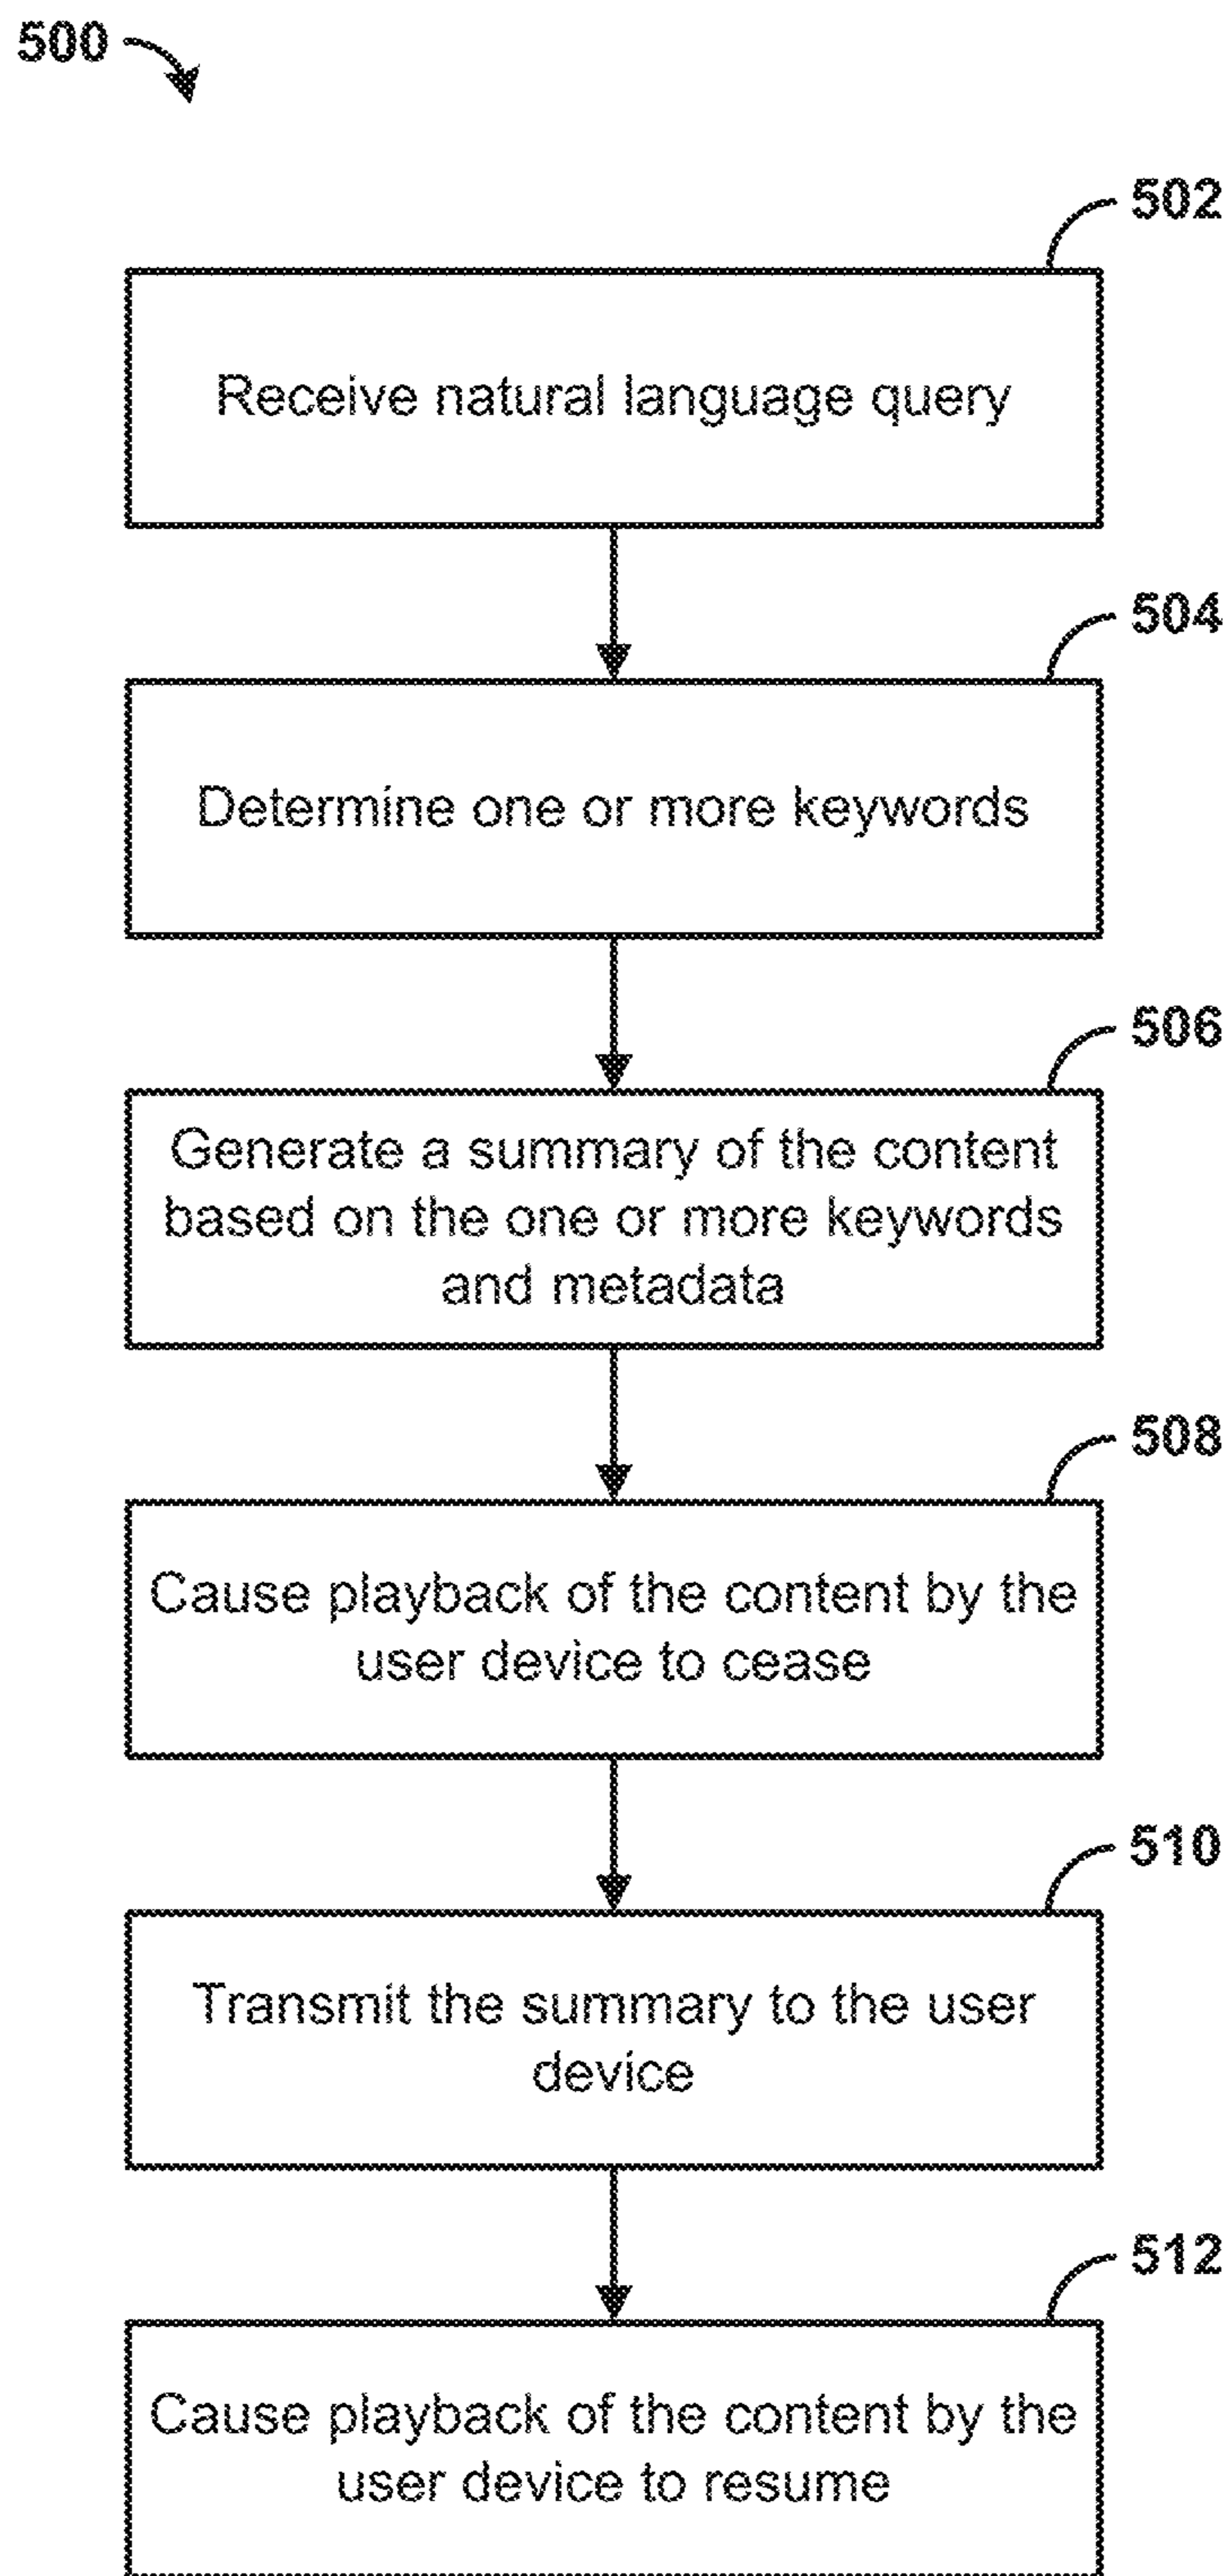 500
502
Receive natural language query
504
Determine one or more keywords
506
Generate a summary of the content
based on the one or more keywords
and metadata
508
Cause playback of the content by the
user device to cease
510
Transmit the summary to the user
device
512
Cause playback of the content by the
user device to resume